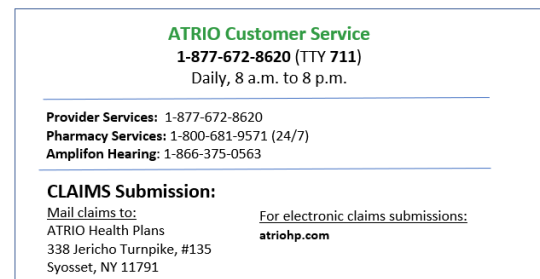 ATRIO Customer Service
1-877-672-8620 (TTY 711)
Daily, 8 a.m. to 8 p.m.
Provider Services: 1-877-672-8620
Pharmacy Services: 1-800-681-9571 (24/7)
Amplifon Hearing: 1-866-375-0563
CLAIMS Submission:
Mail claims to:
ATRIO Health Plans
338 Jericho Turnpike, #135
Syosset, NY 11791
For electronic claims submissions:
atriohp.com